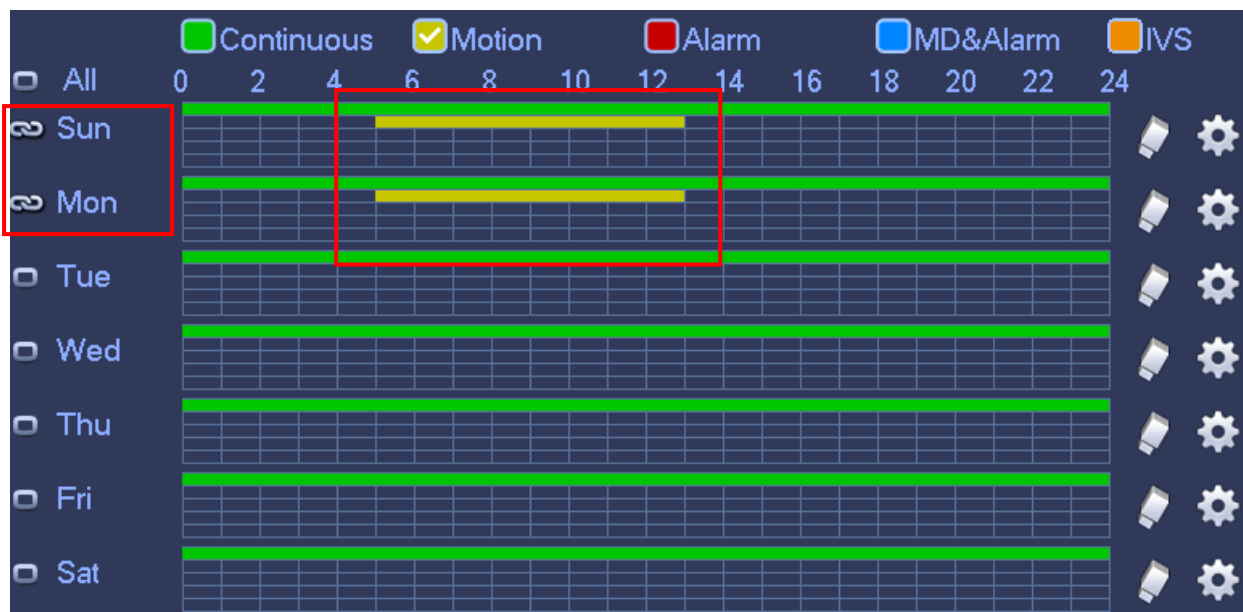 Continuous Motion Alarm MD&Alarm IVS
All 0 2 4 6 8 10 12 14 16 18 20 22 24
Sun
Mon
Tue
Wed
Thu
Fri
Sat